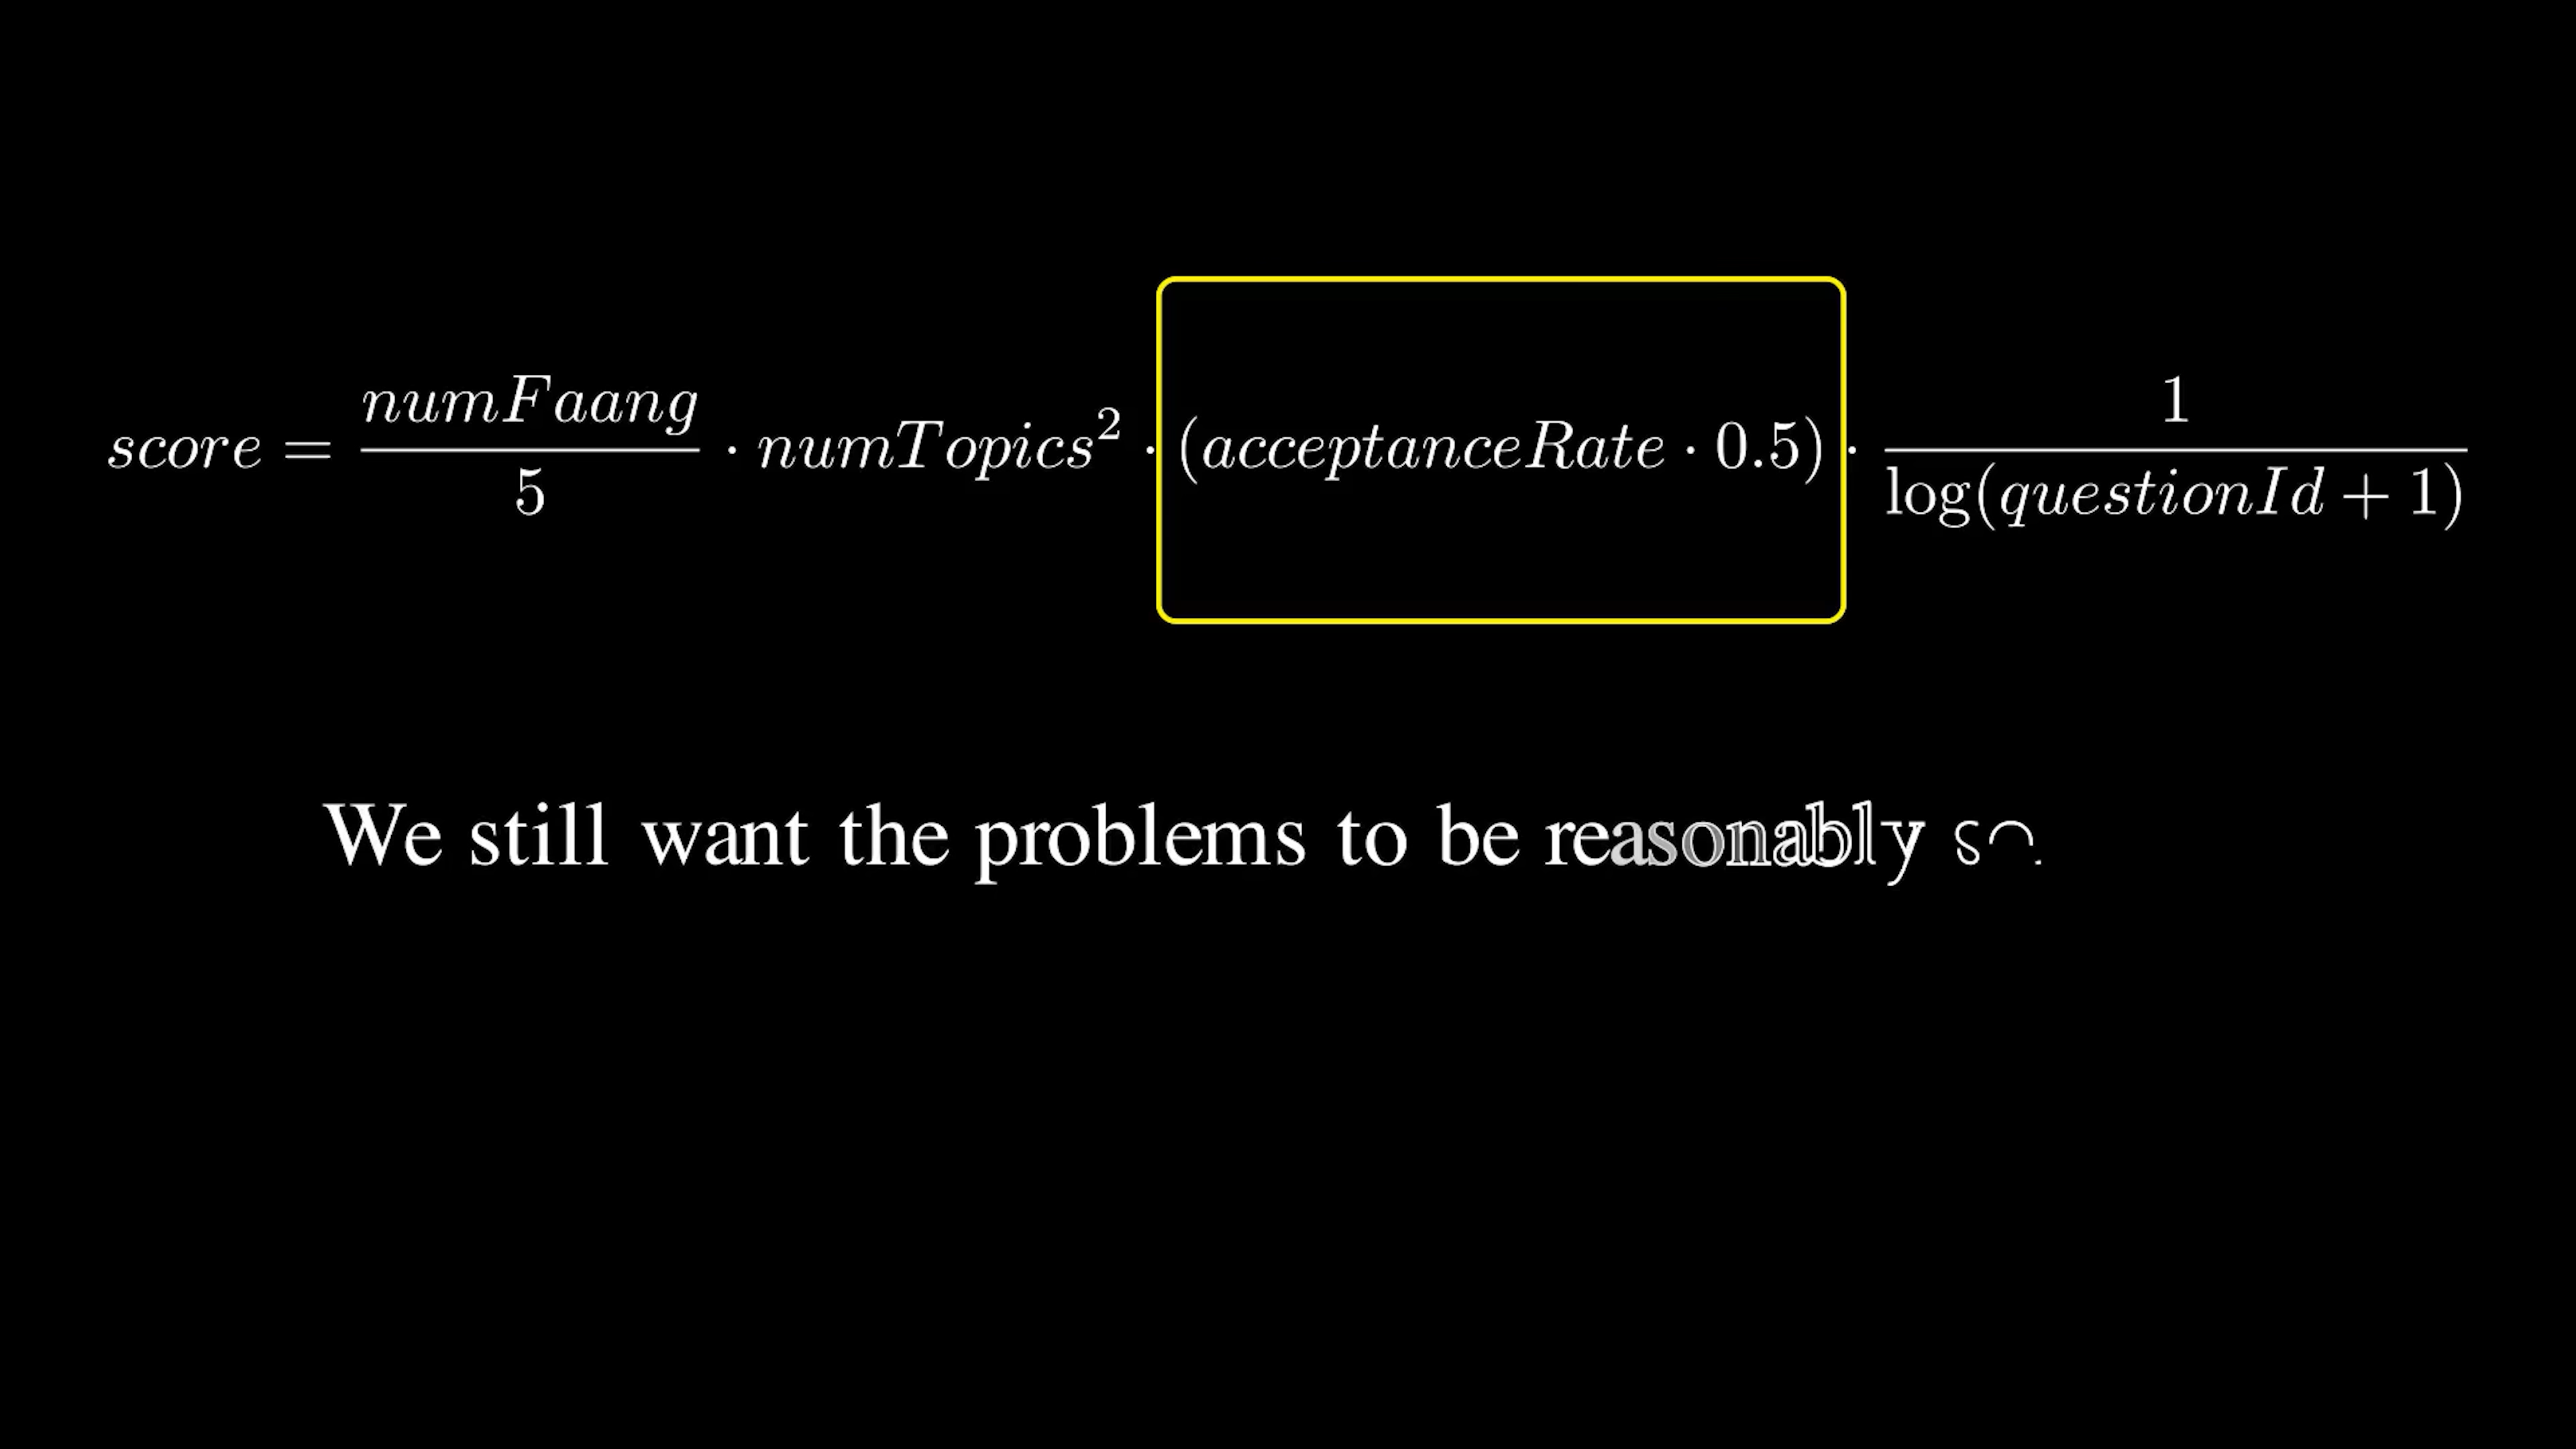 score = numFaang / 5 · numTopics² · (acceptanceRate · 0.5) · 1 / log(questionId + 1)
We still want the problems to be reasonably